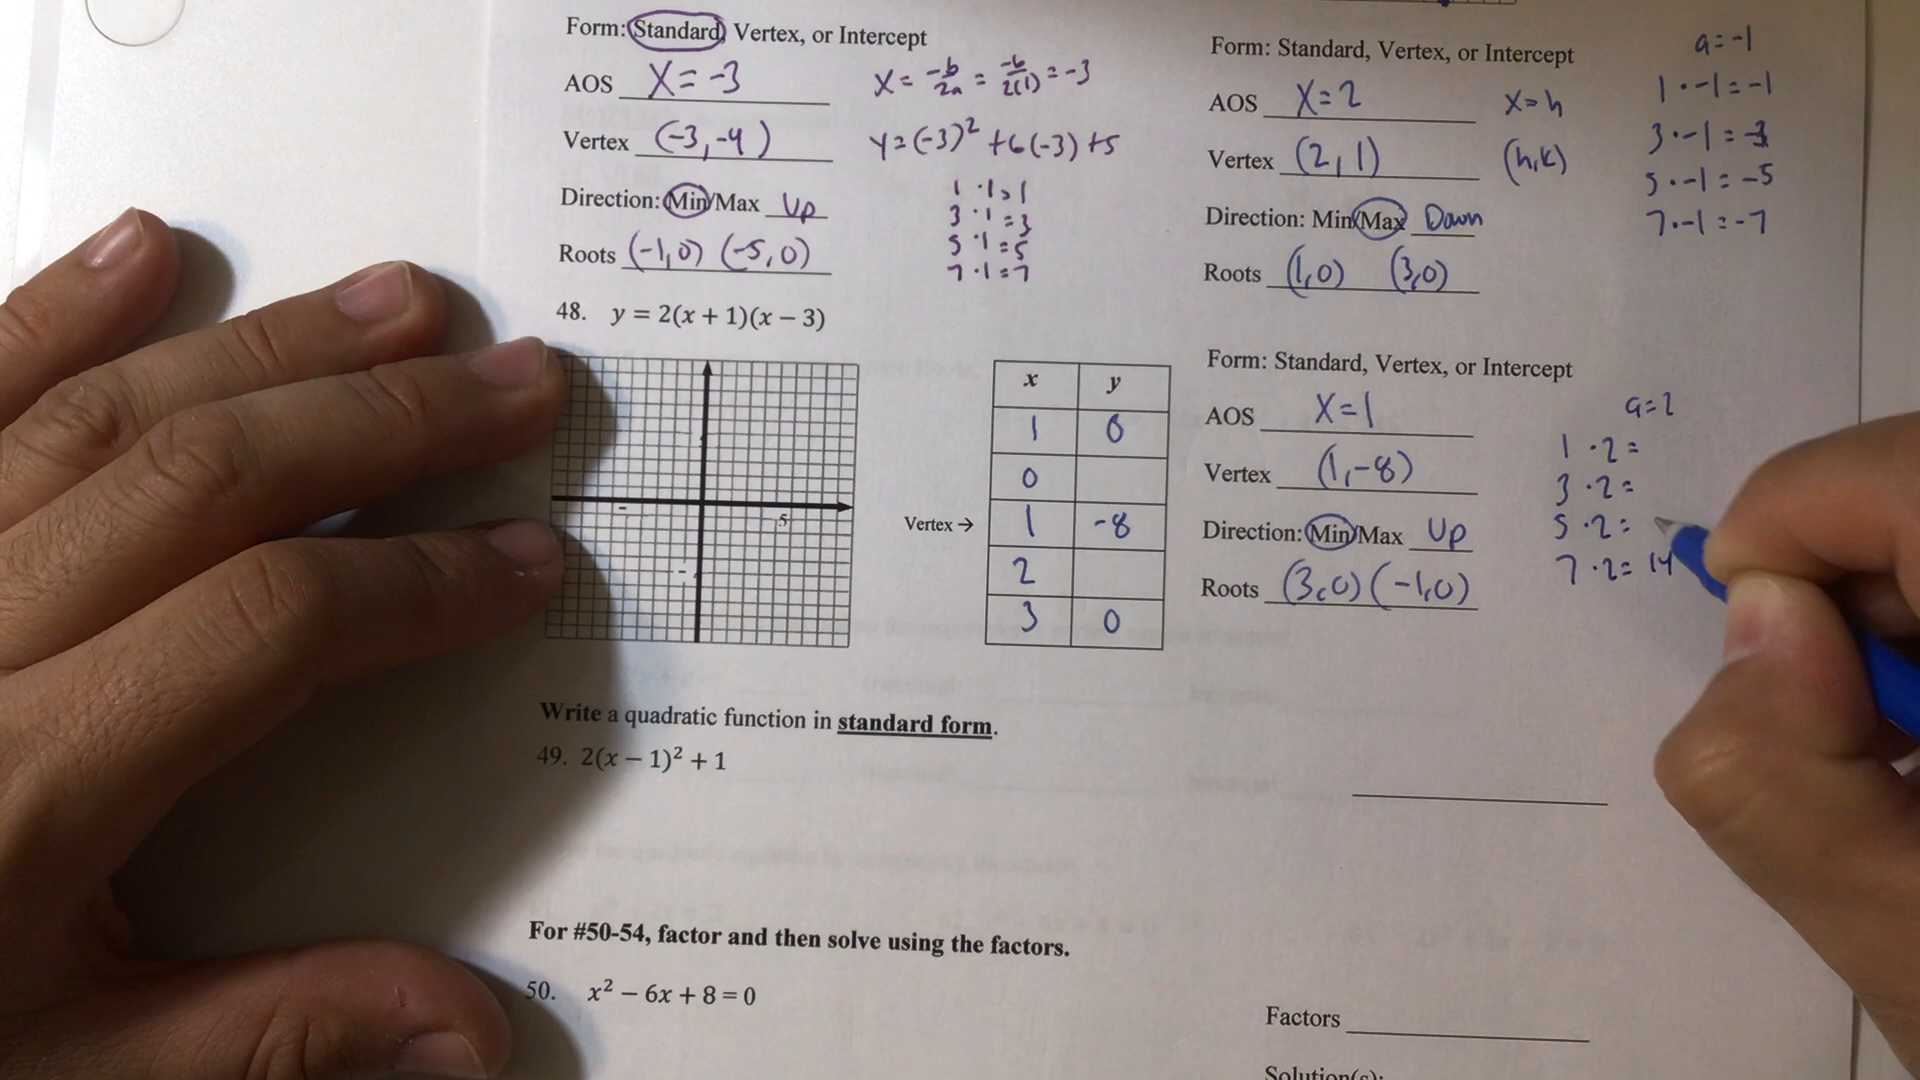 Form: Standard, Vertex, or Intercept
AOS X = -3
x = -b/2a = -6/2(1) = -3
Vertex (-3, -4)
y = (-3)² + 6(-3) + 5
Direction: Min/Max Up
Roots (-1,0) (-5,0)
1 · 1 = 1
3 · 1 = 3
5 · 1 = 5
7 · 1 = 7
Form: Standard, Vertex, or Intercept
AOS X = 2
x = h
Vertex (2, 1)
(h,k)
Direction: Min/Max Down
Roots (1,0) (3,0)
a = -1
1 · -1 = -1
3 · -1 = -3
5 · -1 = -5
7 · -1 = -7
48. y = 2(x + 1)(x − 3)
5
x y
1 0
0
Vertex → 1 -8
2
3 0
Form: Standard, Vertex, or Intercept
AOS X = 1
Vertex (1, -8)
Direction: Min/Max Up
Roots (3,0) (-1,0)
a = 2
1 · 2 =
3 · 2 =
5 · 2 =
7 · 2 = 14
Write a quadratic function in standard form.
49. 2(x − 1)² + 1
For #50-54, factor and then solve using the factors.
50. x² − 6x + 8 = 0
Factors
Solution(s):